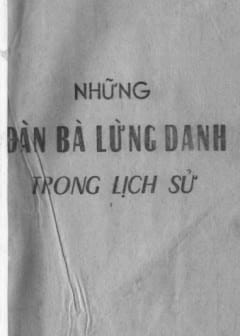 NHỮNG
ĐÀN BÀ LỪNG DANH
TRONG LỊCH SỬ